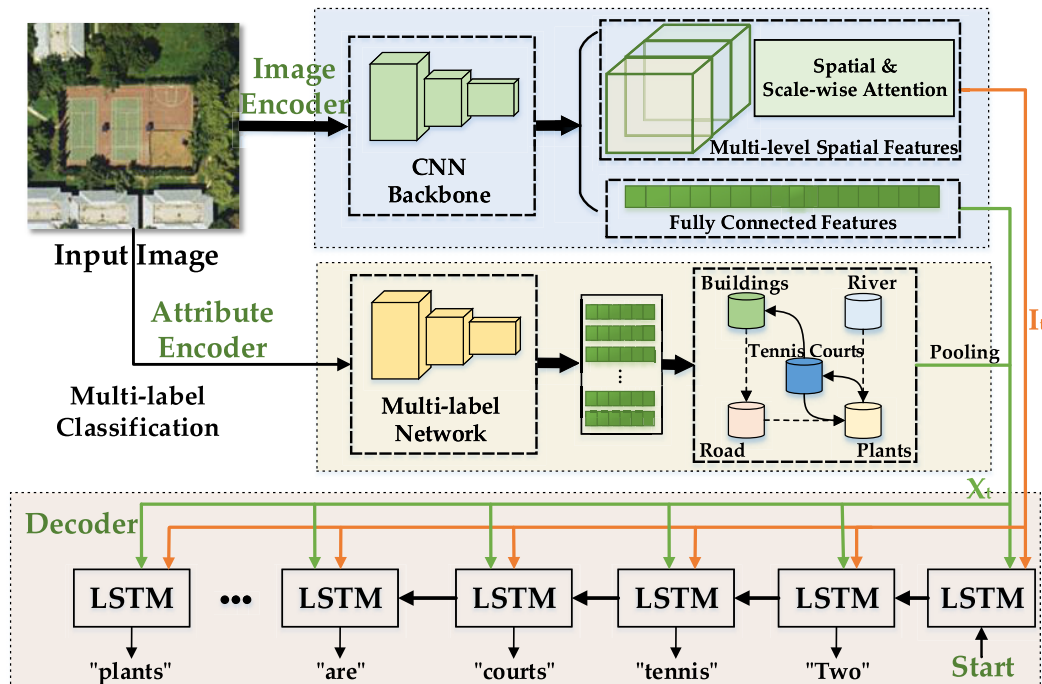 Image
Encoder
Input Image
CNN
Backbone
Spatial &
Scale-wise Attention
Multi-level Spatial Features
Fully Connected Features
Attribute
Encoder
Multi-label
Classification
Multi-label
Network
Buildings
River
Tennis Courts
Road
Plants
Pooling
Xt
Decoder
LSTM
LSTM
LSTM
LSTM
LSTM
LSTM
"plants"
"are"
"courts"
"tennis"
"Two"
Start